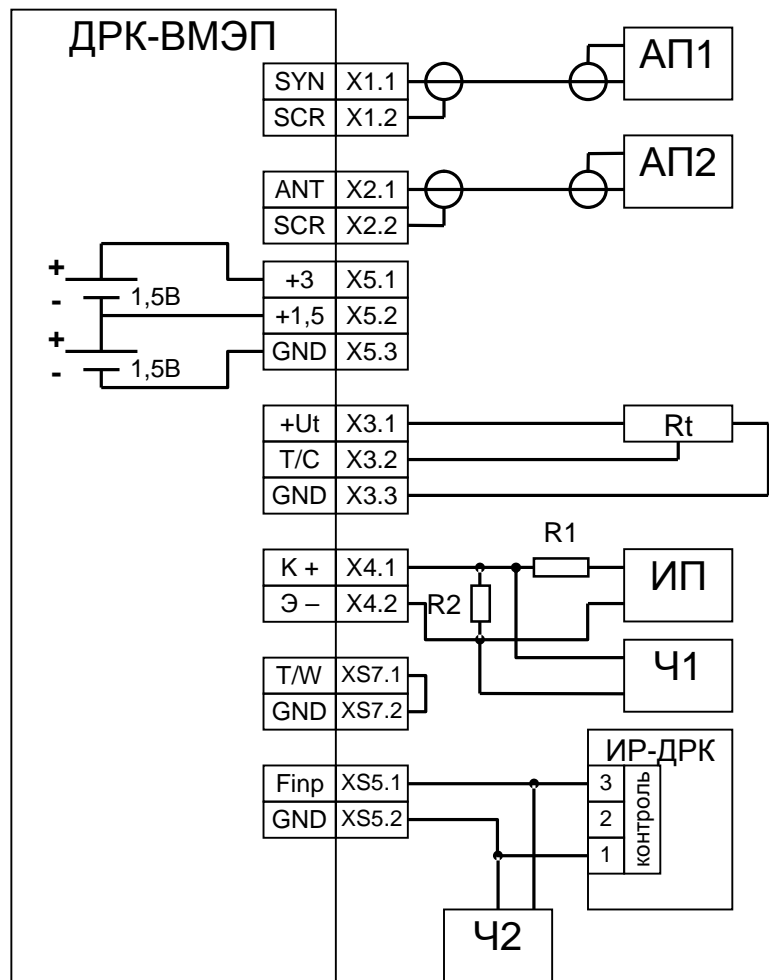 ДРК-ВМЭП
SYN X1.1
SCR X1.2
АП1
ANT X2.1
SCR X2.2
АП2
+
-
1,5В
+
-
1,5В
+3 X5.1
+1,5 X5.2
GND X5.3
+Ut X3.1
T/C X3.2
GND X3.3
Rt
К + X4.1
Э – X4.2
R1
R2
ИП
Ч1
T/W XS7.1
GND XS7.2
Finp XS5.1
GND XS5.2
ИР-ДРК
3
2
1
контроль
Ч2